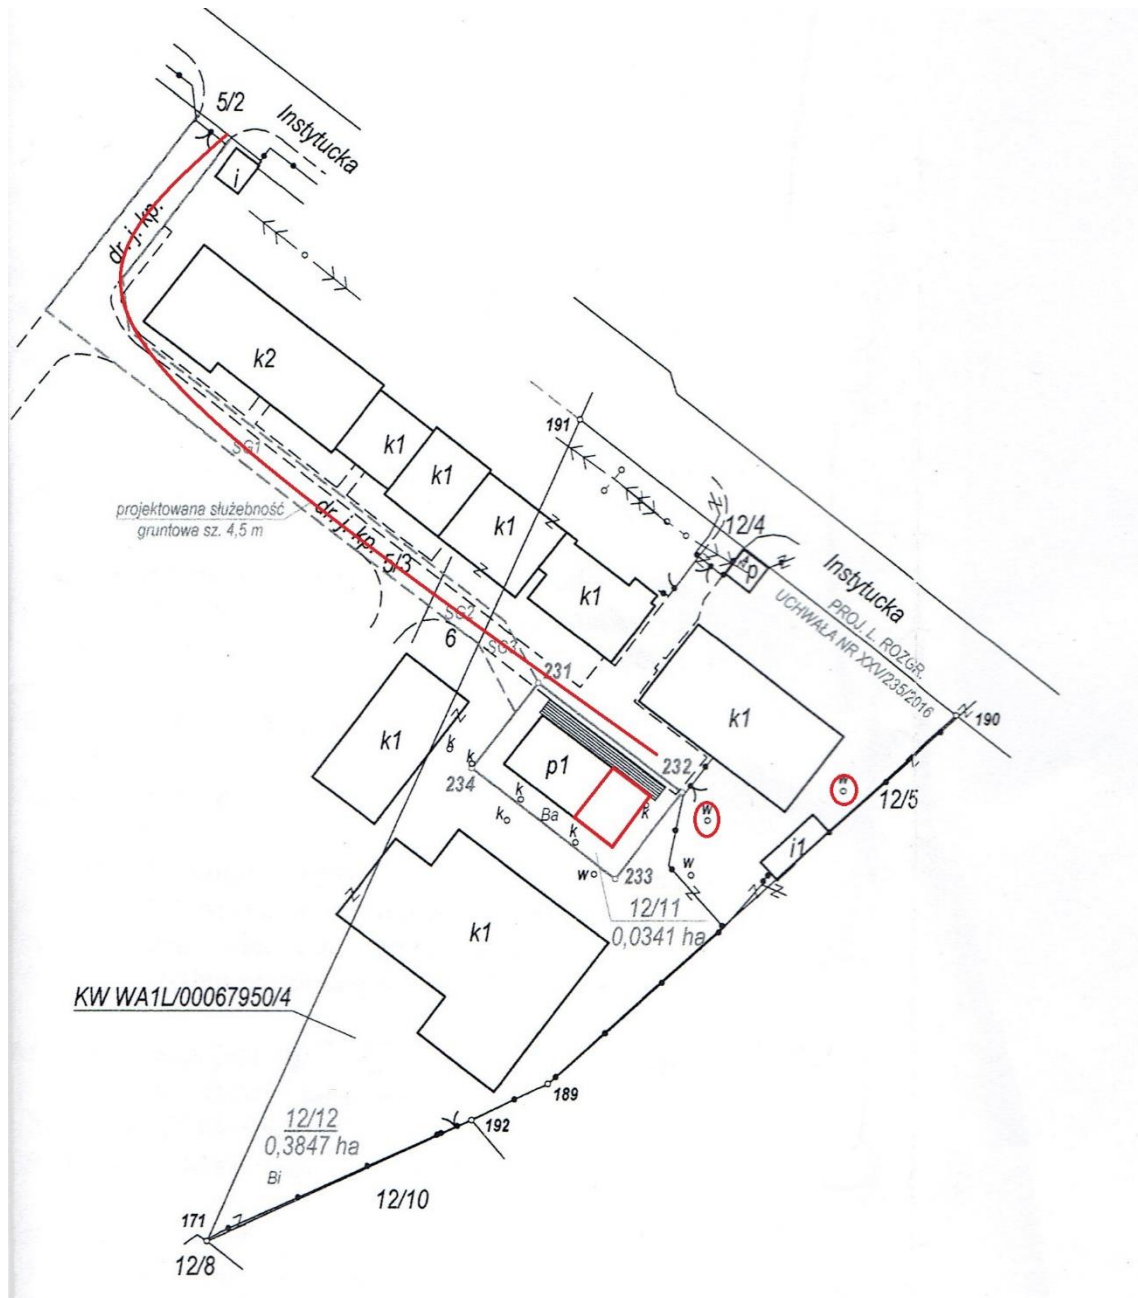 5/2
Instytucka
i
dr. j. kp.
k2
191
k1
k1
SG1
k1
projektowana służebność
gruntowa sz. 4,5 m
12/4
dr. j. kp. 5/3
p
Instytucka
k1
PROJ. L. ROZGR.
UCHWAŁA NR XXV/235/2016
SG2
6
SG3
231
190
k1
k1
k
k
p1
232
234
w
12/5
k
k
Ba
k
w
k
i1
w
w
233
12/11
0,0341 ha
k1
KW WA1L/00067950/4
189
12/12
0,3847 ha
192
Bi
12/10
171
12/8